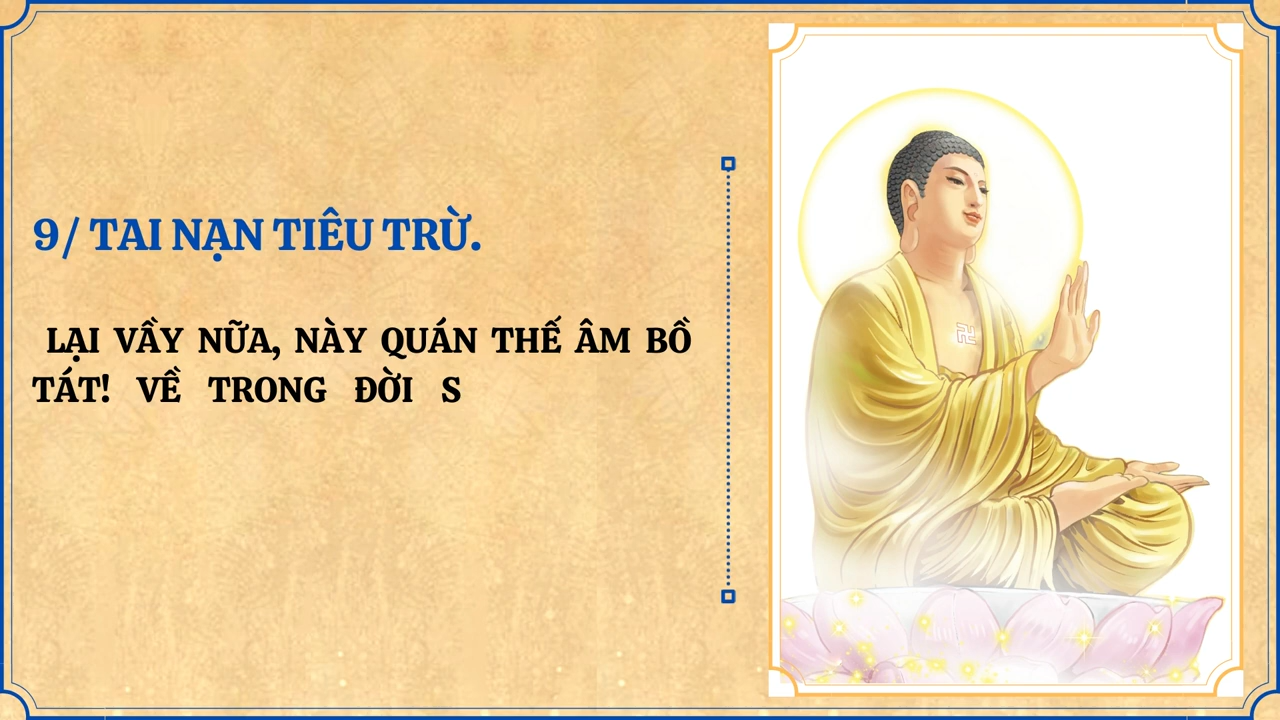 9/ TAI NẠN TIÊU TRỪ.
LẠI VẦY NỮA, NÀY QUÁN THẾ ÂM BỒ
TÁT! VỀ TRONG ĐỜI S